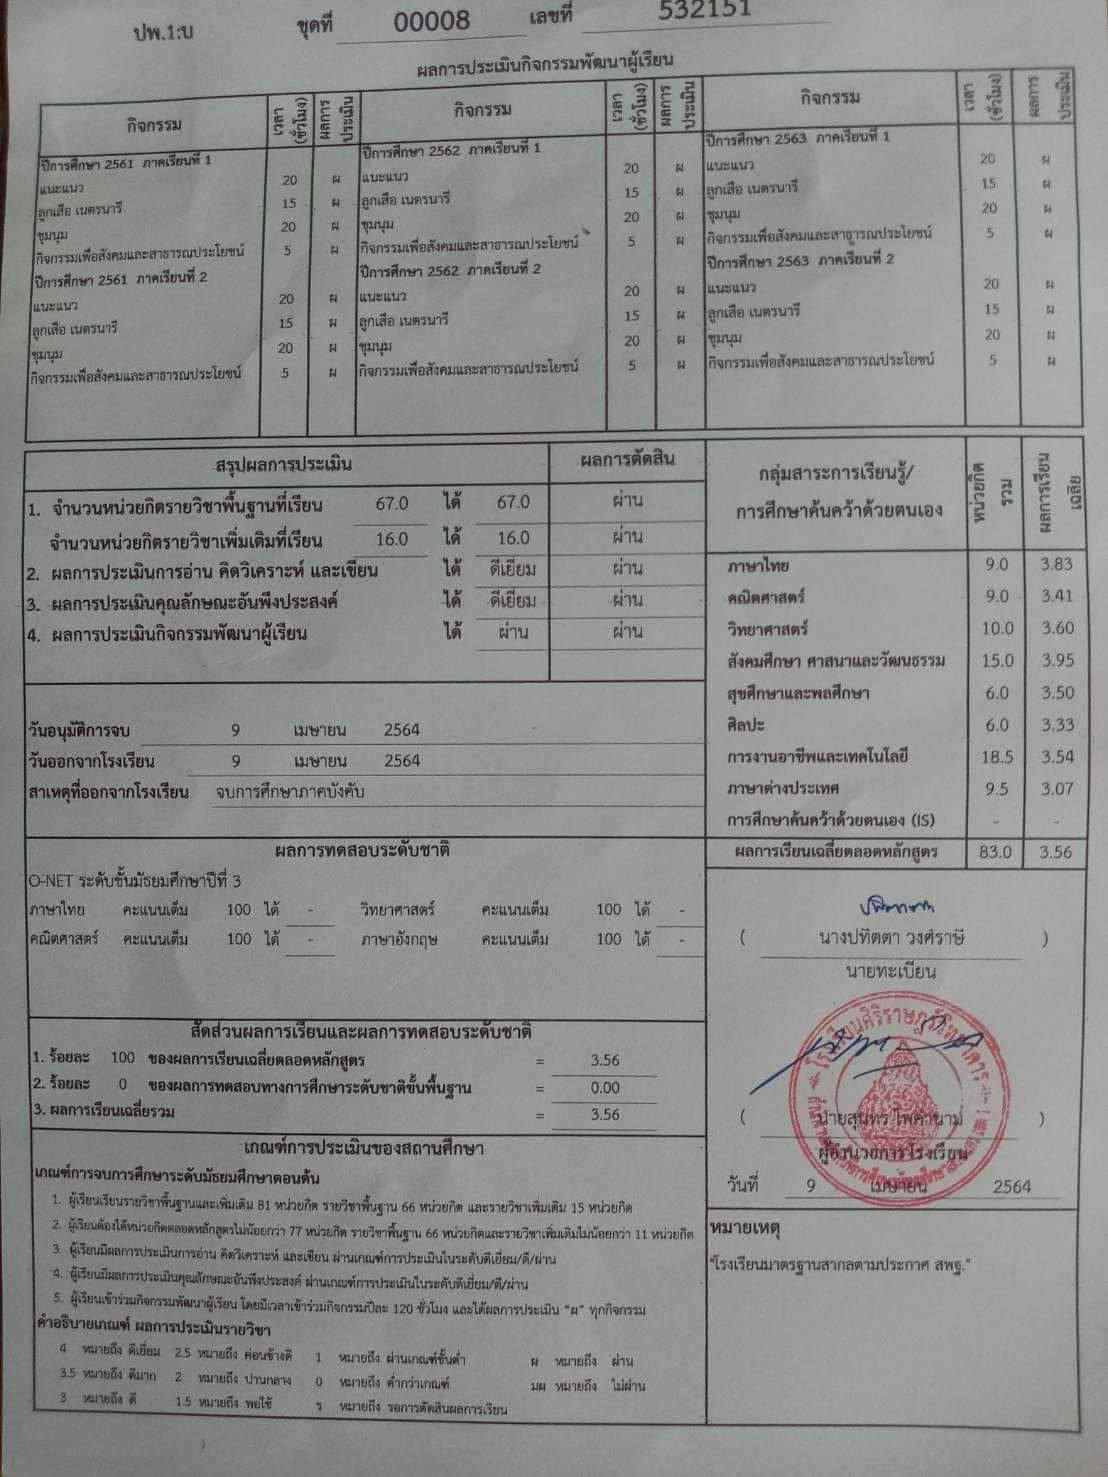 ปพ.1:บ ชุดที่ 00008 เลขที่ 532151
ผลการประเมินกิจกรรมพัฒนาผู้เรียน
กิจกรรม เวลา (ชั่วโมง) ผลการประเมิน กิจกรรม เวลา (ชั่วโมง) ผลการประเมิน กิจกรรม เวลา (ชั่วโมง) ผลการประเมิน
ปีการศึกษา 2561 ภาคเรียนที่ 1 ปีการศึกษา 2562 ภาคเรียนที่ 1 ปีการศึกษา 2563 ภาคเรียนที่ 1
แนะแนว 20 ผ แนะแนว 20 ผ แนะแนว 20 ผ
ลูกเสือ เนตรนารี 15 ผ ลูกเสือ เนตรนารี 15 ผ ลูกเสือ เนตรนารี 15 ผ
ชุมนุม 20 ผ ชุมนุม 20 ผ ชุมนุม 20 ผ
กิจกรรมเพื่อสังคมและสาธารณประโยชน์ 5 ผ กิจกรรมเพื่อสังคมและสาธารณประโยชน์ 5 ผ กิจกรรมเพื่อสังคมและสาธารณประโยชน์ 5 ผ
ปีการศึกษา 2561 ภาคเรียนที่ 2 ปีการศึกษา 2562 ภาคเรียนที่ 2 ปีการศึกษา 2563 ภาคเรียนที่ 2
แนะแนว 20 ผ แนะแนว 20 ผ แนะแนว 20 ผ
ลูกเสือ เนตรนารี 15 ผ ลูกเสือ เนตรนารี 15 ผ ลูกเสือ เนตรนารี 15 ผ
ชุมนุม 20 ผ ชุมนุม 20 ผ ชุมนุม 20 ผ
กิจกรรมเพื่อสังคมและสาธารณประโยชน์ 5 ผ กิจกรรมเพื่อสังคมและสาธารณประโยชน์ 5 ผ กิจกรรมเพื่อสังคมและสาธารณประโยชน์ 5 ผ
สรุปผลการประเมิน ผลการตัดสิน
1. จำนวนหน่วยกิตรายวิชาพื้นฐานที่เรียน 67.0 ได้ 67.0 ผ่าน
จำนวนหน่วยกิตรายวิชาเพิ่มเติมที่เรียน 16.0 ได้ 16.0 ผ่าน
2. ผลการประเมินการอ่าน คิดวิเคราะห์ และเขียน ได้ ดีเยี่ยม ผ่าน
3. ผลการประเมินคุณลักษณะอันพึงประสงค์ ได้ ดีเยี่ยม ผ่าน
4. ผลการประเมินกิจกรรมพัฒนาผู้เรียน ได้ ผ่าน ผ่าน
วันอนุมัติการจบ 9 เมษายน 2564 -
วันออกจากโรงเรียน 9 เมษายน 2564
สาเหตุที่ออกจากโรงเรียน จบการศึกษาภาคบังคับ
กลุ่มสาระการเรียนรู้/
การศึกษาค้นคว้าด้วยตนเอง หน่วยกิตรวม ผลการเรียนเฉลี่ย
ภาษาไทย 9.0 3.83
คณิตศาสตร์ 9.0 3.41
วิทยาศาสตร์ 10.0 3.60
สังคมศึกษา ศาสนาและวัฒนธรรม 15.0 3.95
สุขศึกษาและพลศึกษา 6.0 3.50
ศิลปะ 6.0 3.33
การงานอาชีพและเทคโนโลยี 18.5 3.54
ภาษาต่างประเทศ 9.5 3.07
การศึกษาค้นคว้าด้วยตนเอง (IS) - -
ผลการเรียนเฉลี่ยตลอดหลักสูตร 83.0 3.56
ผลการทดสอบระดับชาติ
O-NET ระดับชั้นมัธยมศึกษาปีที่ 3
ภาษาไทย คะแนนเต็ม 100 ได้ - วิทยาศาสตร์ คะแนนเต็ม 100 ได้ -
คณิตศาสตร์ คะแนนเต็ม 100 ได้ - ภาษาอังกฤษ คะแนนเต็ม 100 ได้ -
สัดส่วนผลการเรียนและผลการทดสอบระดับชาติ
1. ร้อยละ 100 ของผลการเรียนเฉลี่ยตลอดหลักสูตร = 3.56
2. ร้อยละ 0 ของผลการทดสอบทางการศึกษาระดับชาติขั้นพื้นฐาน = 0.00
3. ผลการเรียนเฉลี่ยรวม = 3.56
( นางปทิตตา วงศ์ราษี )
นายทะเบียน
( นายสุนทร ไพคำนาม )
ผู้อำนวยการโรงเรียน
วันที่ 9 เมษายน 2564
เกณฑ์การประเมินของสถานศึกษา
เกณฑ์การจบการศึกษาระดับมัธยมศึกษาตอนต้น
1. ผู้เรียนเรียนรายวิชาพื้นฐานและเพิ่มเติม 81 หน่วยกิต รายวิชาพื้นฐาน 66 หน่วยกิต และรายวิชาเพิ่มเติม 15 หน่วยกิต
2. ผู้เรียนต้องได้หน่วยกิตตลอดหลักสูตรไม่น้อยกว่า 77 หน่วยกิต รายวิชาพื้นฐาน 66 หน่วยกิตและรายวิชาเพิ่มเติมไม่น้อยกว่า 11 หน่วยกิต
3. ผู้เรียนมีผลการประเมินการอ่าน คิดวิเคราะห์ และเขียน ผ่านเกณฑ์การประเมินในระดับดีเยี่ยม/ดี/ผ่าน
4. ผู้เรียนมีผลการประเมินคุณลักษณะอันพึงประสงค์ ผ่านเกณฑ์การประเมินในระดับดีเยี่ยม/ดี/ผ่าน
5. ผู้เรียนเข้าร่วมกิจกรรมพัฒนาผู้เรียน โดยมีเวลาเข้าร่วมกิจกรรมปีละ 120 ชั่วโมง และได้ผลการประเมิน "ผ" ทุกกิจกรรม
คำอธิบายเกณฑ์ ผลการประเมินรายวิชา
4 หมายถึง ดีเยี่ยม 2.5 หมายถึง ค่อนข้างดี 1 หมายถึง ผ่านเกณฑ์ขั้นต่ำ ผ หมายถึง ผ่าน
3.5 หมายถึง ดีมาก 2 หมายถึง ปานกลาง 0 หมายถึง ต่ำกว่าเกณฑ์ มผ หมายถึง ไม่ผ่าน
3 หมายถึง ดี 1.5 หมายถึง พอใช้ ร หมายถึง รอการตัดสินผลการเรียน
หมายเหตุ
"โรงเรียนมาตรฐานสากลตามประกาศ สพฐ."